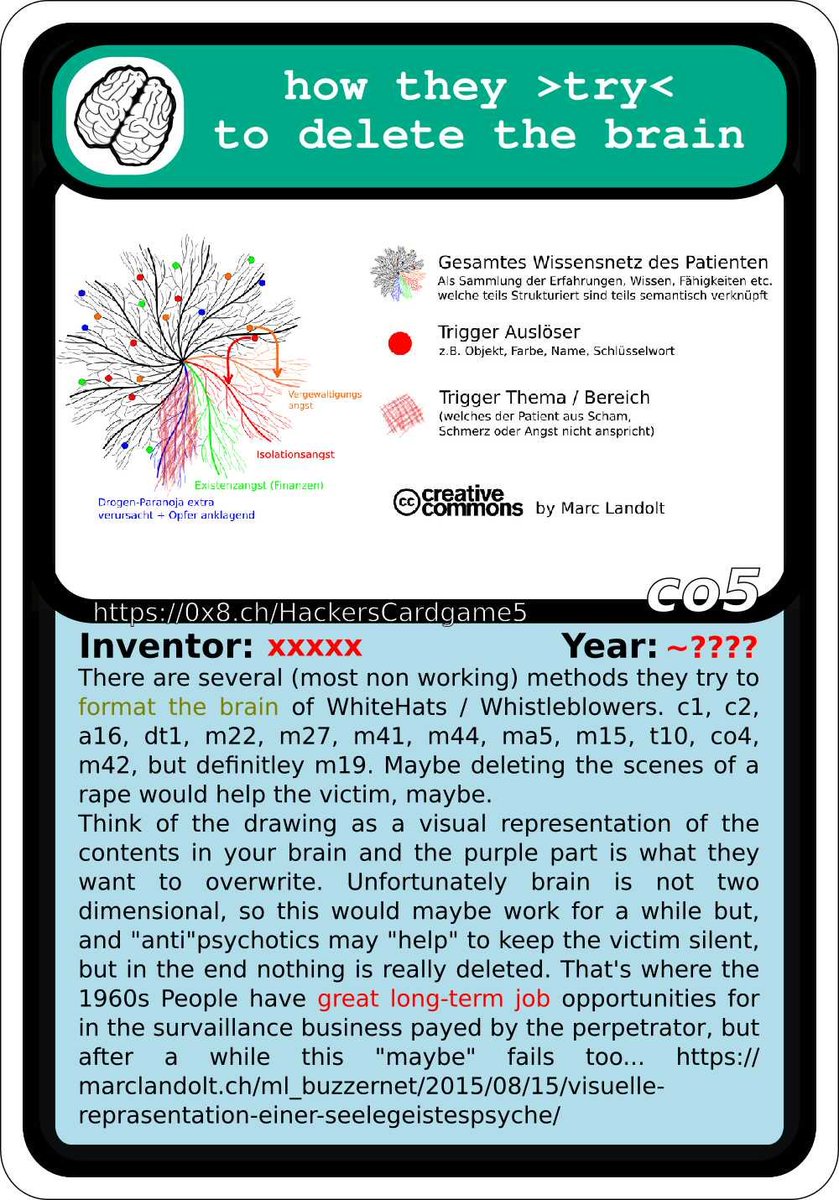 how they >try<
to delete the brain
Gesamtes Wissensnetz des Patienten
Als Sammlung der Erfahrungen, Wissen, Fähigkeiten etc.
welche teils Strukturiert sind teils semantisch verknüpft
Trigger Auslöser
z.B. Objekt, Farbe, Name, Schlüsselwort
Trigger Thema / Bereich
(welches der Patient aus Scham,
Schmerz oder Angst nicht anspricht)
Vergewaltigungs
angst
Isolationsangst
Existenzangst (Finanzen)
Drogen-Paranoja extra
verursacht + Opfer anklagend
cc creative
commons by Marc Landolt
co5
https://0x8.ch/HackersCardgame5
Inventor: xxxxx Year: ~????
There are several (most non working) methods they try to
format the brain of WhiteHats / Whistleblowers. c1, c2,
a16, dt1, m22, m27, m41, m44, ma5, m15, t10, co4,
m42, but definitley m19. Maybe deleting the scenes of a
rape would help the victim, maybe.
Think of the drawing as a visual representation of the
contents in your brain and the purple part is what they
want to overwrite. Unfortunately brain is not two
dimensional, so this would maybe work for a while but,
and "anti"psychotics may "help" to keep the victim silent,
but in the end nothing is really deleted. That's where the
1960s People have great long-term job opportunities for
in the survaillance business payed by the perpetrator, but
after a while this "maybe" fails too... https://
marclandolt.ch/ml_buzzernet/2015/08/15/visuelle-
reprasentation-einer-seelegeistespsyche/